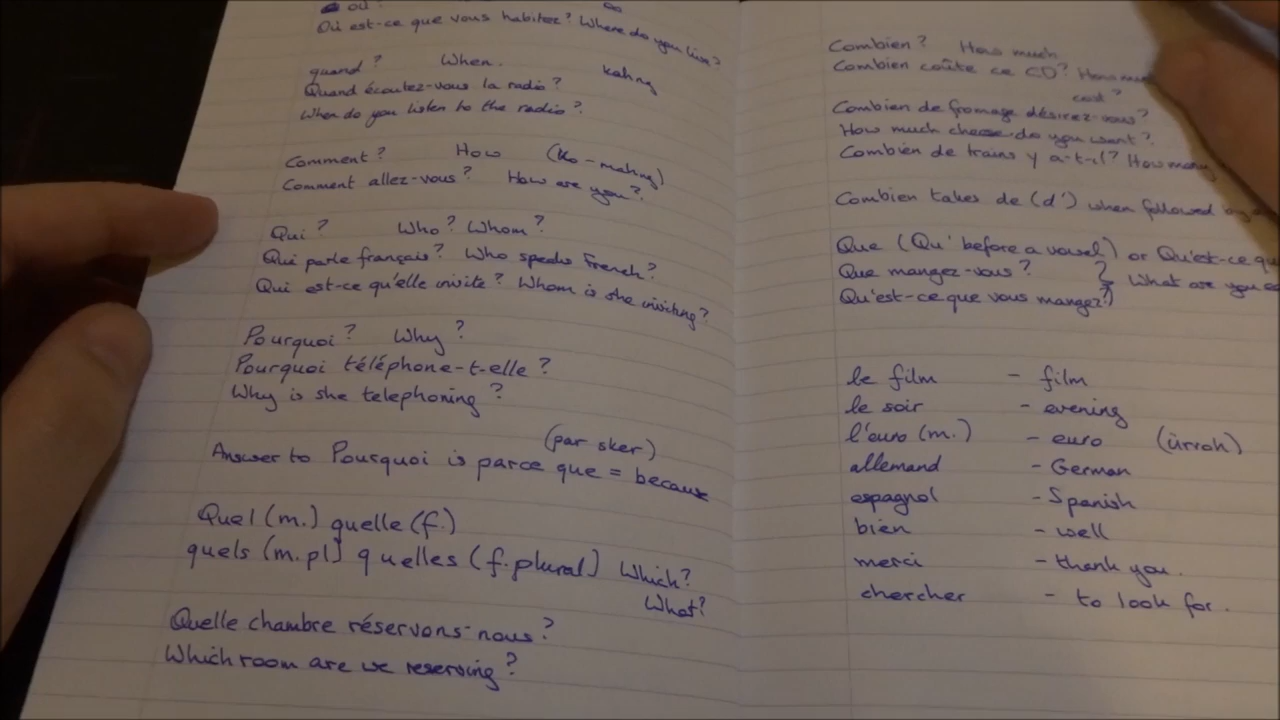 où?
Où est-ce que vous habitez? Where do you live?
quand? When. kahng
Quand écoutez-vous la radio?
When do you listen to the radio?
Comment? How (ko-mahng)
Comment allez-vous? How are you?
Qui? Who? Whom?
Qui parle français? Who speaks French?
Qui est-ce qu'elle invite? Whom is she inviting?
Pourquoi? Why?
Pourquoi téléphone-t-elle?
Why is she telephoning?
(par sker)
Answer to Pourquoi is parce que = because
Quel (m.) quelle (f.)
quels (m.pl) quelles (f.plural) Which?
What?
Quelle chambre réservons-nous?
Which room are we reserving?
Combien? How much
Combien coûte ce CD? How
cost?
Combien de fromage désirez-vous?
How much cheese do you want?
Combien de trains y a-t-il? How many
Combien takes de (d') when followed by
Que (Qu' before a vowel) or Qu'est-ce
Que mangez-vous?
What are you
Qu'est-ce que vous mangez?
le film - film
le soir - evening
l'euro (m.) - euro (ürroh)
allemand - German
espagnol - Spanish
bien - well
merci - thank you.
chercher - to look for.